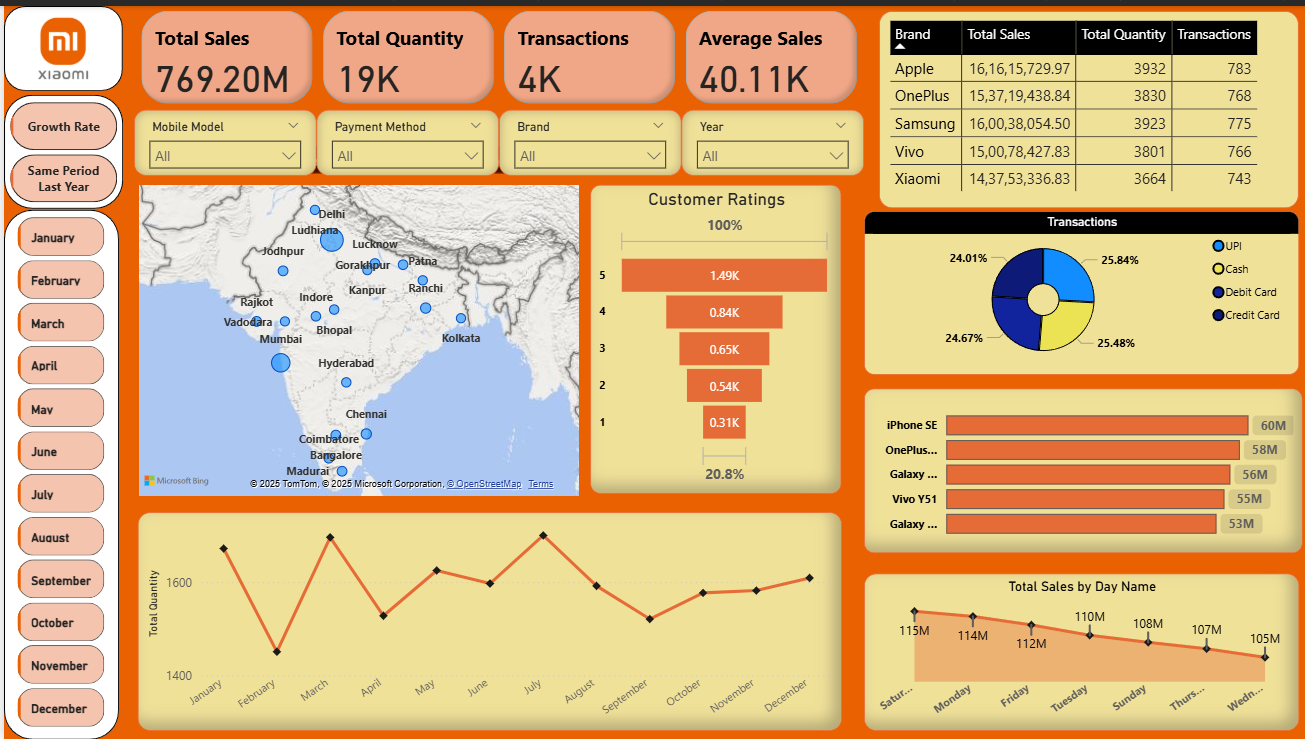 mi
xiaomi
Growth Rate
Same Period
Last Year
January
February
March
April
May
June
July
August
September
October
November
December
Total Sales
769.20M
Total Quantity
19K
Transactions
4K
Average Sales
40.11K
Mobile Model
All
Payment Method
All
Brand
All
Year
All
Delhi
Ludhiana
Lucknow
Jodhpur
Gorakhpur
Patna
Kanpur
Ranchi
Rajkot
Indore
Vadodara
Bhopal
Mumbai
Kolkata
Hyderabad
Chennai
Coimbatore
Bangalore
Madurai
Microsoft Bing
© 2025 TomTom, © 2025 Microsoft Corporation, © OpenStreetMap Terms
Customer Ratings
100%
5 1.49K
4 0.84K
3 0.65K
2 0.54K
1 0.31K
20.8%
Total Quantity
1600
1400
January February March April May June July August September October November December
Brand Total Sales Total Quantity Transactions
Apple 16,16,15,729.97 3932 783
OnePlus 15,37,19,438.84 3830 768
Samsung 16,00,38,054.50 3923 775
Vivo 15,00,78,427.83 3801 766
Xiaomi 14,37,53,336.83 3664 743
Transactions
24.01%
25.84%
24.67%
25.48%
UPI
Cash
Debit Card
Credit Card
iPhone SE 60M
OnePlus... 58M
Galaxy ... 56M
Vivo Y51 55M
Galaxy ... 53M
Total Sales by Day Name
115M 114M 112M 110M 108M 107M 105M
Satur... Monday Friday Tuesday Sunday Thurs... Wedn...